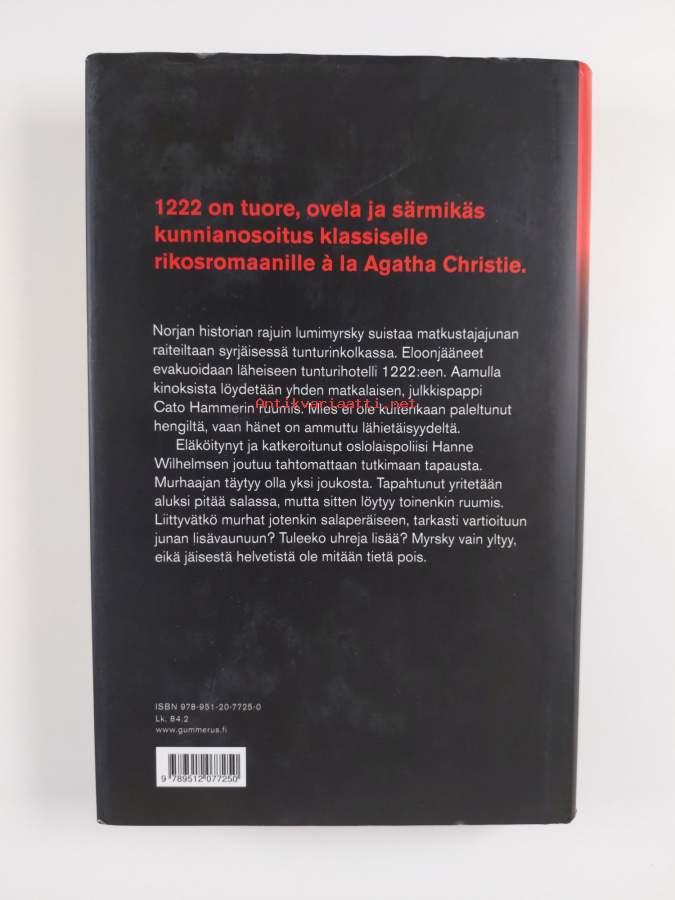 1222 on tuore, ovela ja särmikäs
kunnianosoitus klassiselle
rikosromaanille à la Agatha Christie.
Norjan historian rajuin lumimyrsky suistaa matkustajajunan
raiteiltaan syrjäisessä tunturinkolkassa. Eloonjääneet
evakuoidaan läheiseen tunturihotelli 1222:een. Aamulla
kinoksista löydetään yhden matkalaisen, julkkispappi
Antikvariaatti.net
Cato Hammerin ruumis. Mies ei ole kuitenkaan paleltunut
hengiltä, vaan hänet on ammuttu lähietäisyydeltä.
Eläköitynyt ja katkeroitunut oslolaispoliisi Hanne
Wilhelmsen joutuu tahtomattaan tutkimaan tapausta.
Murhaajan täytyy olla yksi joukosta. Tapahtunut yritetään
aluksi pitää salassa, mutta sitten löytyy toinenkin ruumis.
Liittyvätkö murhat jotenkin salaperäiseen, tarkasti vartioituun
junan lisävaunuun? Tuleeko uhreja lisää? Myrsky vain yltyy,
eikä jäisestä helvetistä ole mitään tietä pois.
ISBN 978-951-20-7725-0
Lk. 84.2
www.gummerus.fi
9 789512 077250